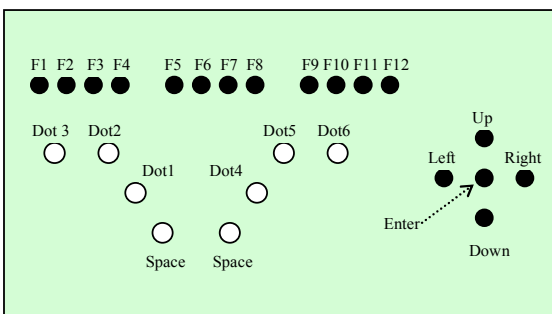 F1 F2 F3 F4 F5 F6 F7 F8 F9 F10 F11 F12
Up
Dot 3 Dot2 Dot5 Dot6
Left Right
Dot1 Dot4
Enter
Down
Space Space